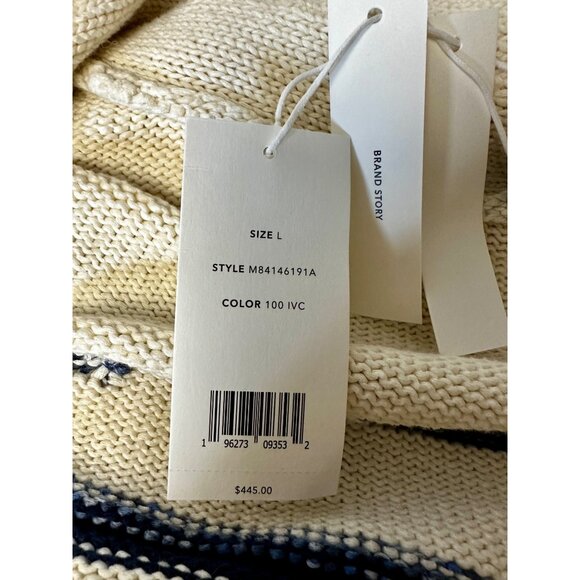 BRAND STORY
SIZE L
STYLE M84146191A
COLOR 100 IVC
1 96273 09353 2
$445.00